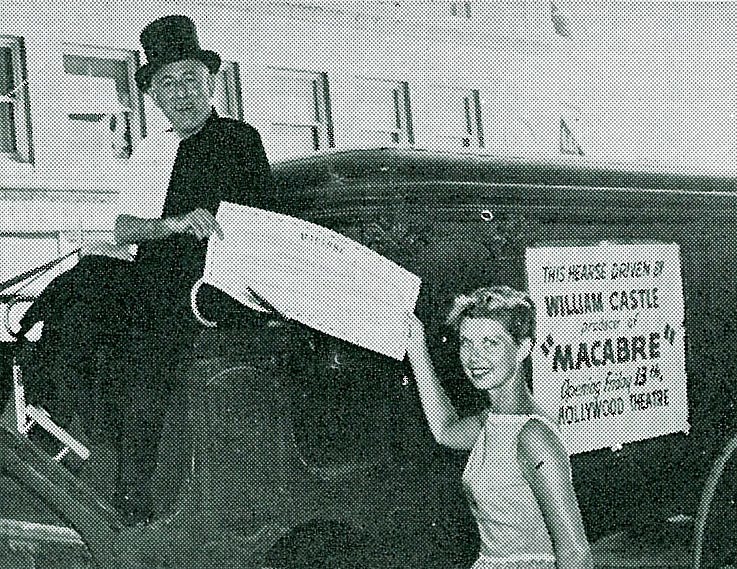 THIS HEARSE DRIVEN BY
WILLIAM CASTLE
producer of
"MACABRE"
Opening Friday 13th,
HOLLYWOOD THEATRE